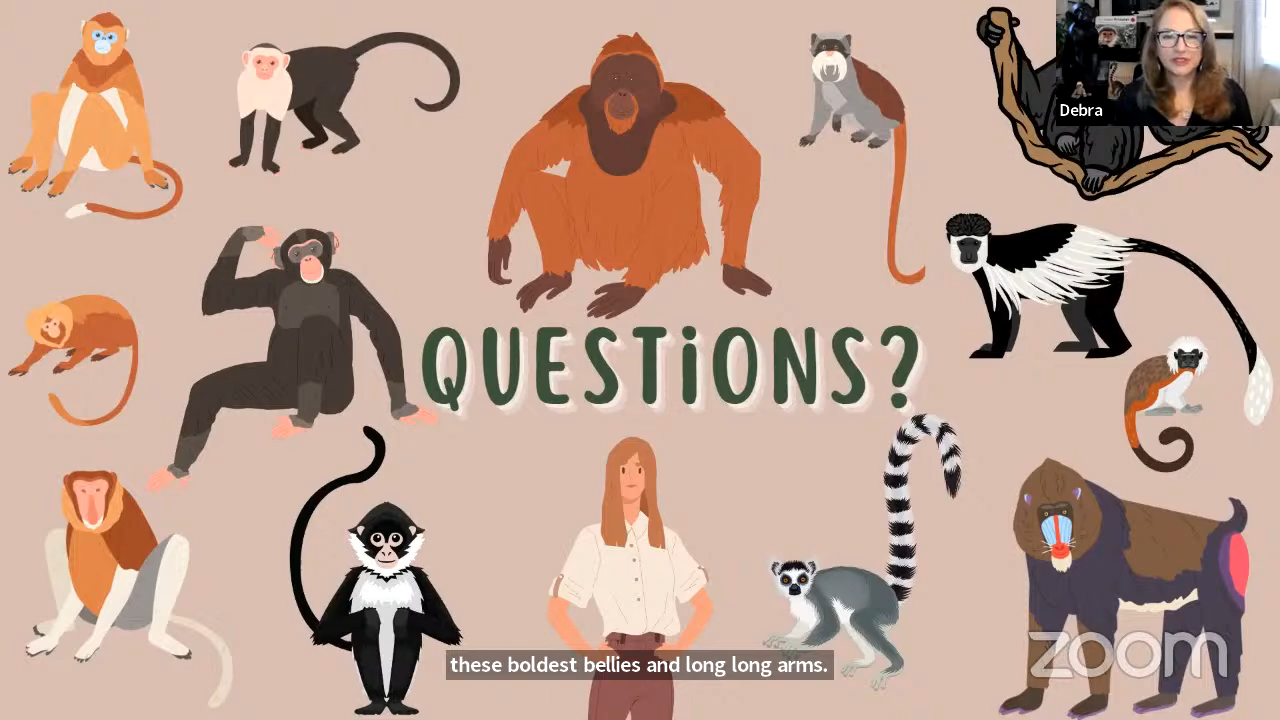 Debra
QUESTiONS?
these boldest bellies and long long arms.
zoom